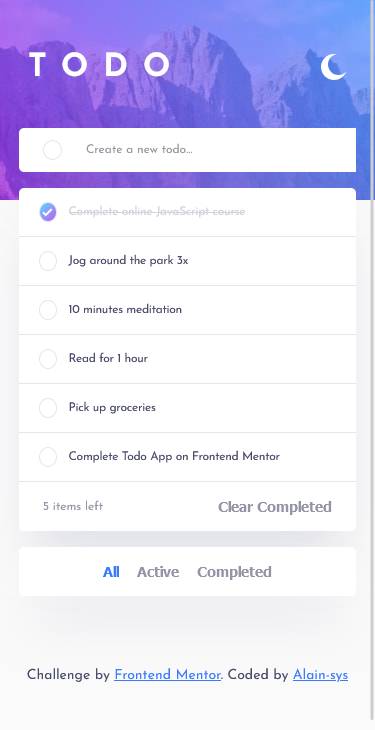 TODO
Create a new todo...
Complete online JavaScript course
Jog around the park 3x
10 minutes meditation
Read for 1 hour
Pick up groceries
Complete Todo App on Frontend Mentor
5 items left Clear Completed
All Active Completed
Challenge by Frontend Mentor. Coded by Alain-sys